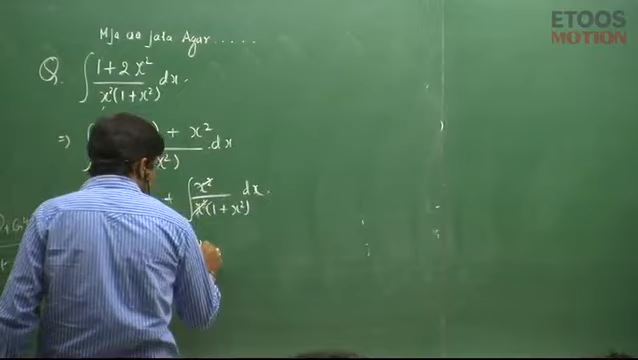 Mja aa jata Agar.....
Q. ∫ 1+2x² / x²(1+x²) dx.
⇒) + x² / x²) .dx
+ ∫ x² / x²(1+x²) dx.
ETOOS
MOTION